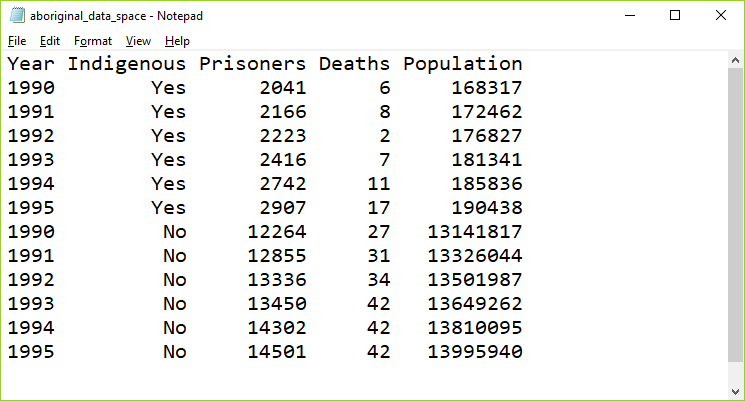 aboriginal_data_space - Notepad
File Edit Format View Help
Year Indigenous Prisoners Deaths Population
1990 Yes 2041 6 168317
1991 Yes 2166 8 172462
1992 Yes 2223 2 176827
1993 Yes 2416 7 181341
1994 Yes 2742 11 185836
1995 Yes 2907 17 190438
1990 No 12264 27 13141817
1991 No 12855 31 13326044
1992 No 13336 34 13501987
1993 No 13450 42 13649262
1994 No 14302 42 13810095
1995 No 14501 42 13995940